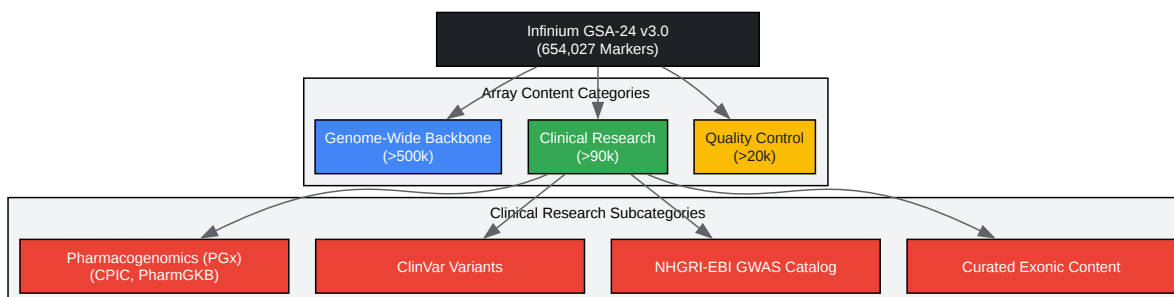 Infinium GSA-24 v3.0
(654,027 Markers)
Array Content Categories
Genome-Wide Backbone
(>500k)
Clinical Research
(>90k)
Quality Control
(>20k)
Clinical Research Subcategories
Pharmacogenomics (PGx)
(CPIC, PharmGKB)
ClinVar Variants
NHGRI-EBI GWAS Catalog
Curated Exonic Content